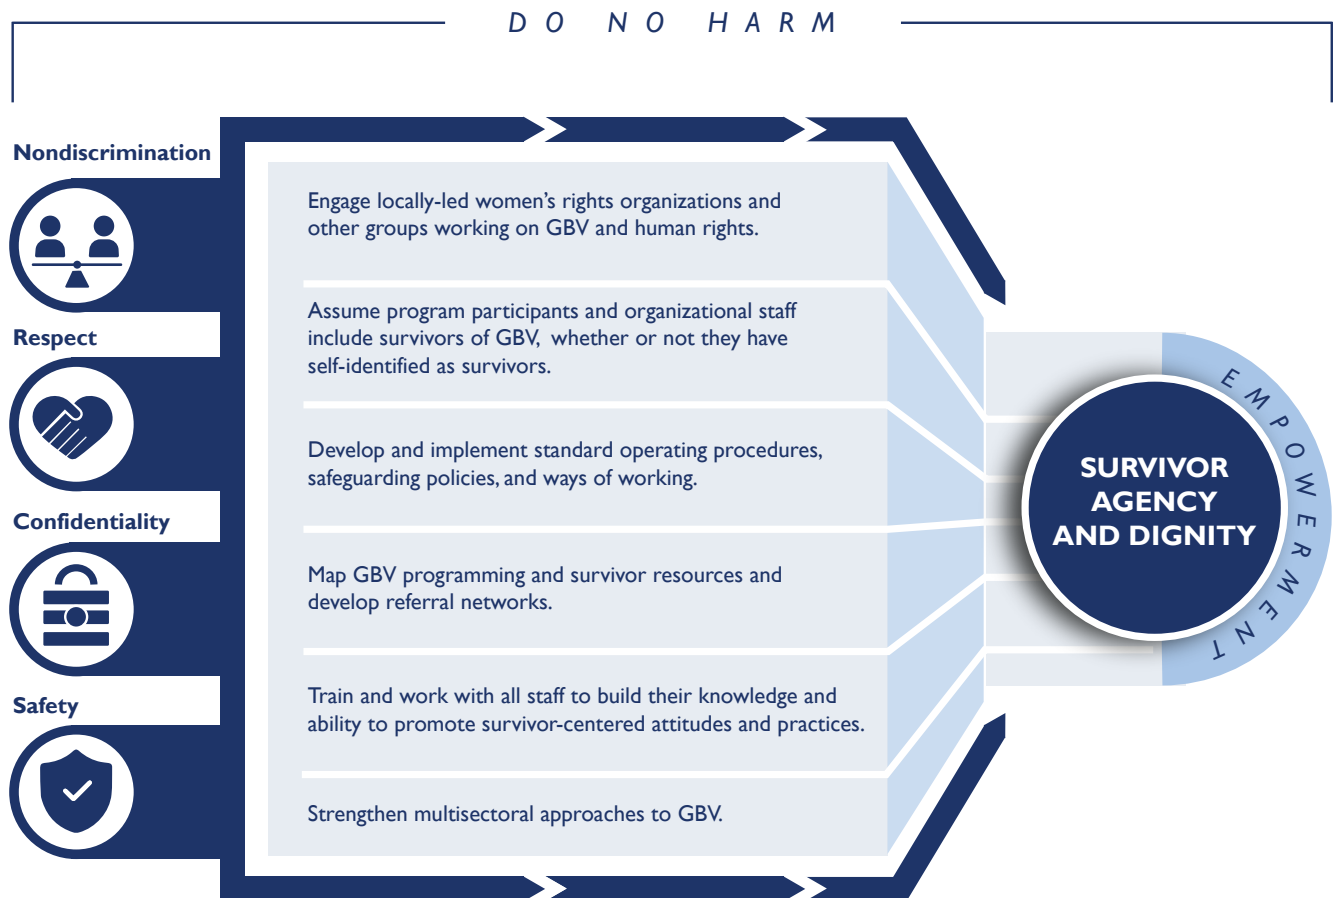 DO NO HARM
Nondiscrimination
Respect
Confidentiality
Safety
Engage locally-led women's rights organizations and
other groups working on GBV and human rights.
Assume program participants and organizational staff
include survivors of GBV,  whether or not they have
self-identified as survivors.
Develop and implement standard operating procedures,
safeguarding policies, and ways of working.
Map GBV programming and survivor resources and
develop referral networks.
Train and work with all staff to build their knowledge and
ability to promote survivor-centered attitudes and practices.
Strengthen multisectoral approaches to GBV.
SURVIVOR
AGENCY
AND DIGNITY
EMPOWERMENT